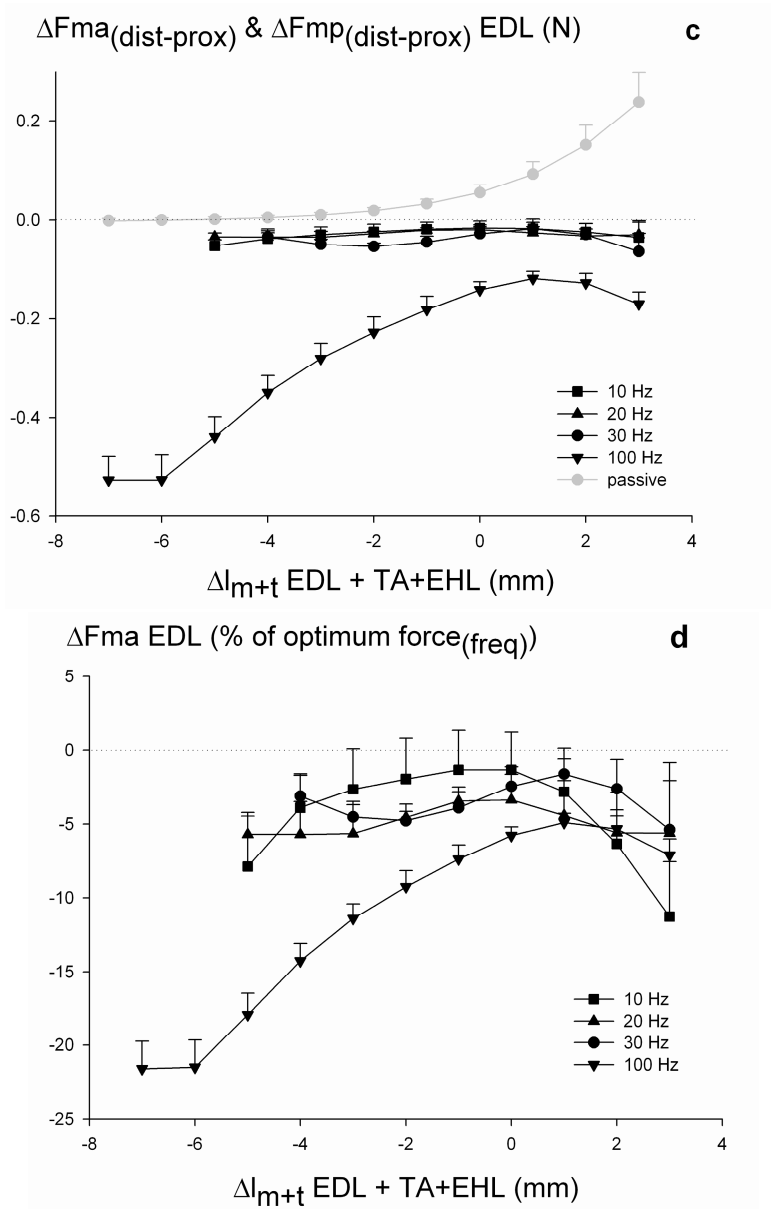 ΔFma(dist-prox) & ΔFmp(dist-prox) EDL (N)
c
0.2
0.0
-0.2
-0.4
-0.6
10 Hz
20 Hz
30 Hz
100 Hz
passive
-8 -6 -4 -2 0 2 4
Δlm+t EDL + TA+EHL (mm)
ΔFma EDL (% of optimum force(freq))
d
5
0
-5
-10
-15
-20
-25
10 Hz
20 Hz
30 Hz
100 Hz
-8 -6 -4 -2 0 2 4
Δlm+t EDL + TA+EHL (mm)